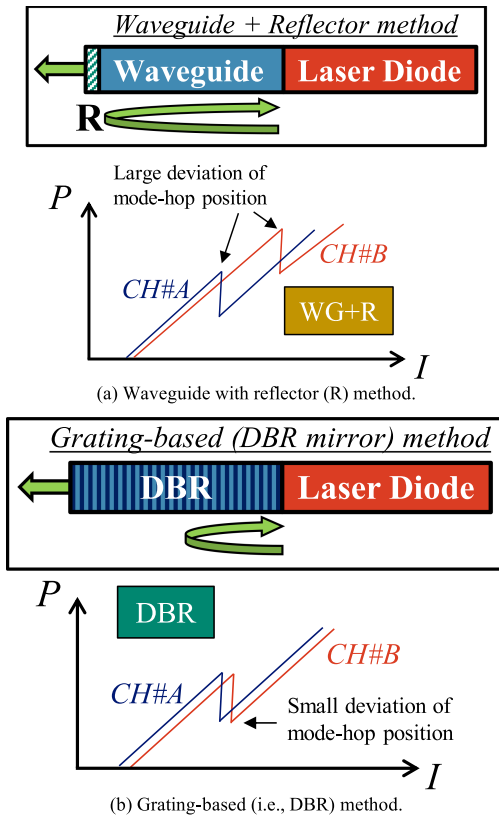 Waveguide + Reflector method
Waveguide
Laser Diode
R
P
Large deviation of
mode-hop position
CH#A
CH#B
WG+R
I
(a) Waveguide with reflector (R) method.
Grating-based (DBR mirror) method
DBR
Laser Diode
P
DBR
CH#A
CH#B
Small deviation of
mode-hop position
I
(b) Grating-based (i.e., DBR) method.